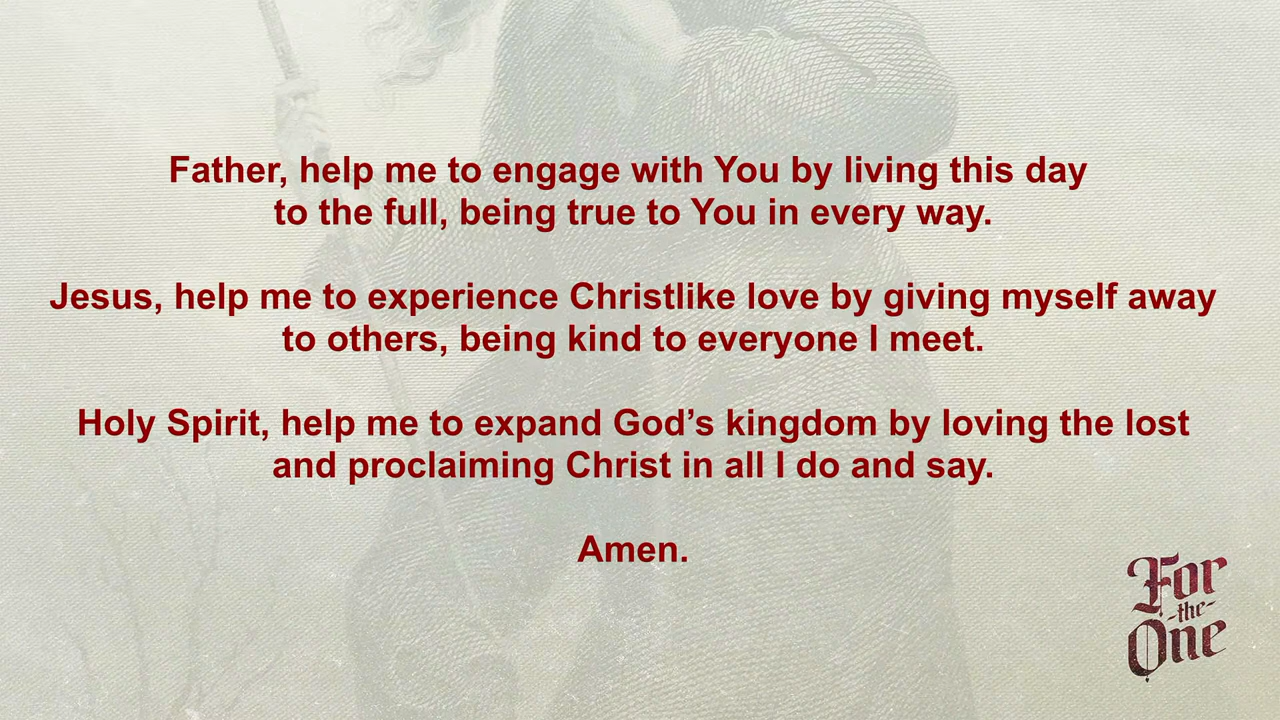 Father, help me to engage with You by living this day
to the full, being true to You in every way.
Jesus, help me to experience Christlike love by giving myself away
to others, being kind to everyone I meet.
Holy Spirit, help me to expand God’s kingdom by loving the lost
and proclaiming Christ in all I do and say.
Amen.
For
-the-
One